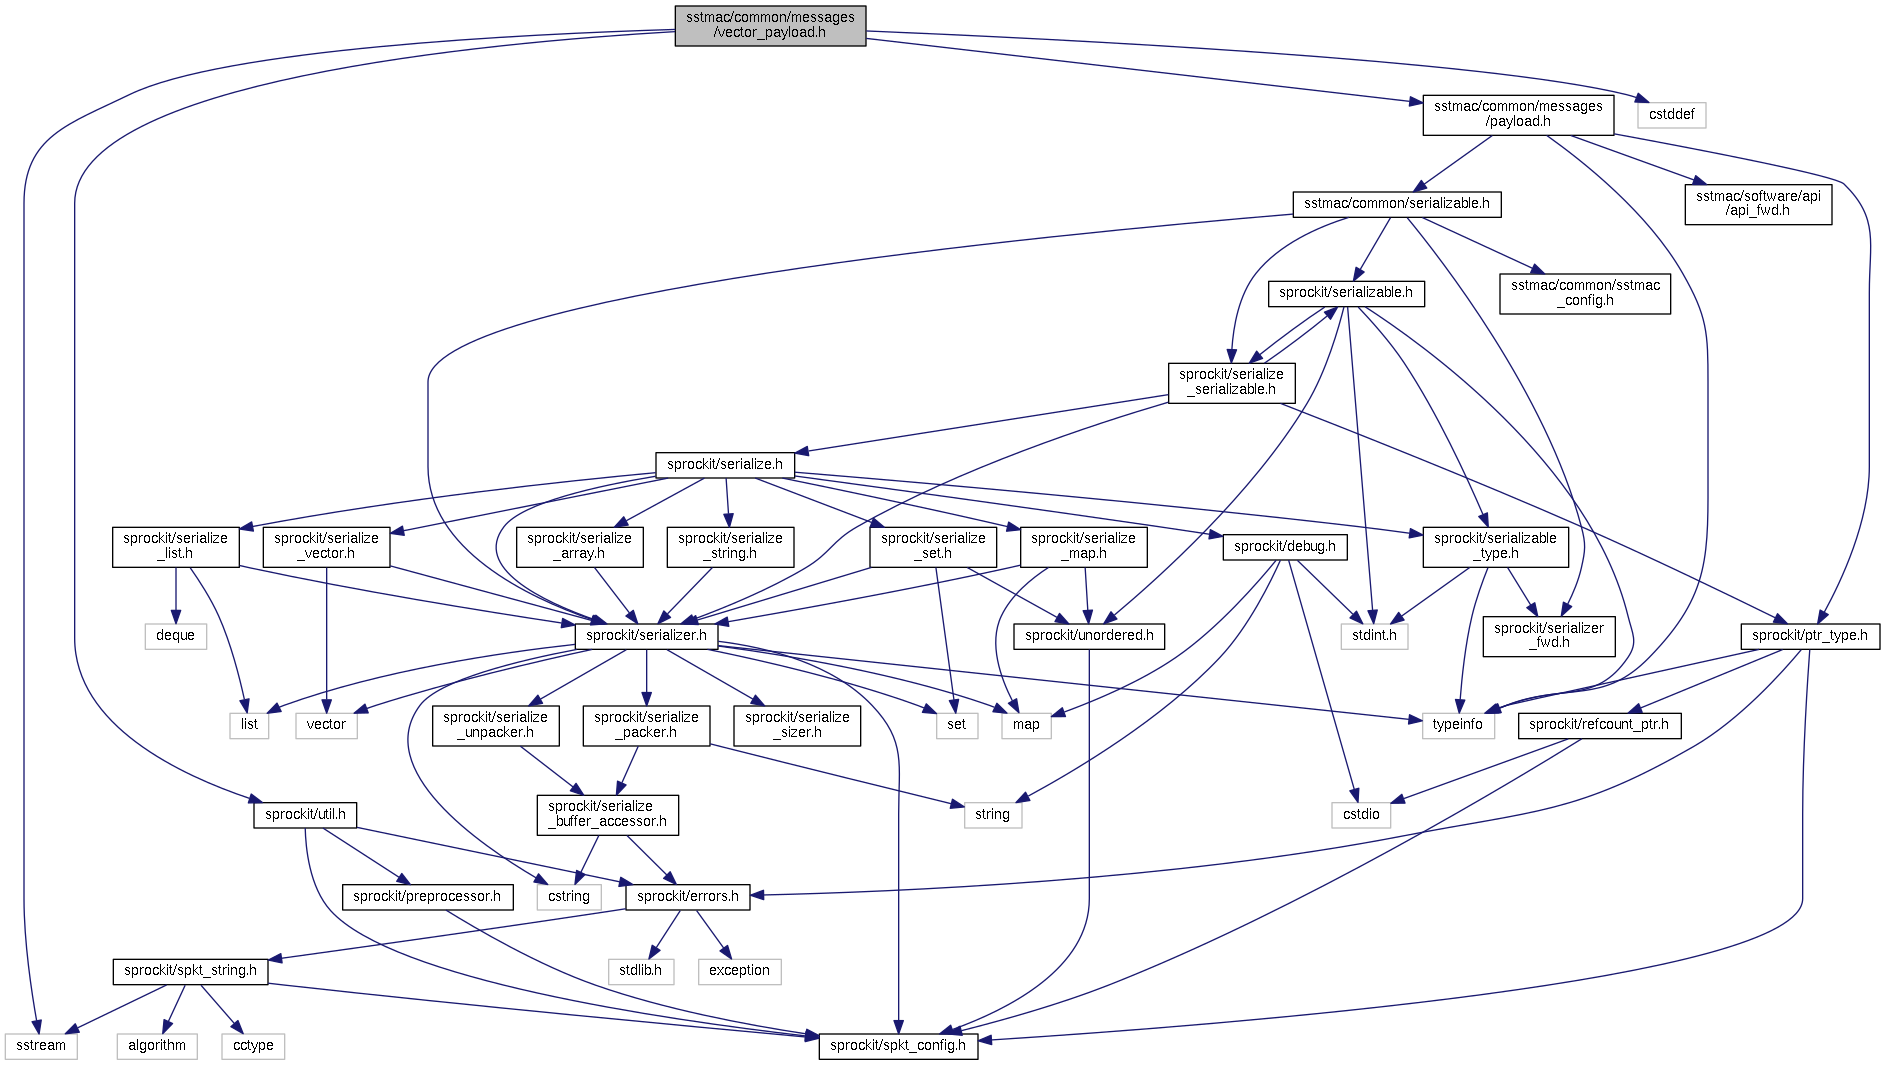 sstmac/common/messages
/vector_payload.h
sstmac/common/messages
/payload.h
cstddef
sstmac/common/serializable.h
sstmac/software/api
/api_fwd.h
sprockit/serializable.h
sstmac/common/sstmac
_config.h
sprockit/serialize
_serializable.h
sprockit/serialize.h
sprockit/serialize
_list.h
sprockit/serialize
_vector.h
sprockit/serialize
_array.h
sprockit/serialize
_string.h
sprockit/serialize
_set.h
sprockit/serialize
_map.h
sprockit/debug.h
sprockit/serializable
_type.h
deque
sprockit/serializer.h
sprockit/unordered.h
stdint.h
sprockit/serializer
_fwd.h
sprockit/ptr_type.h
list
vector
sprockit/serialize
_unpacker.h
sprockit/serialize
_packer.h
sprockit/serialize
_sizer.h
set
map
typeinfo
sprockit/refcount_ptr.h
sprockit/util.h
sprockit/serialize
_buffer_accessor.h
string
cstdio
sprockit/preprocessor.h
cstring
sprockit/errors.h
sprockit/spkt_string.h
stdlib.h
exception
sstream
algorithm
cctype
sprockit/spkt_config.h